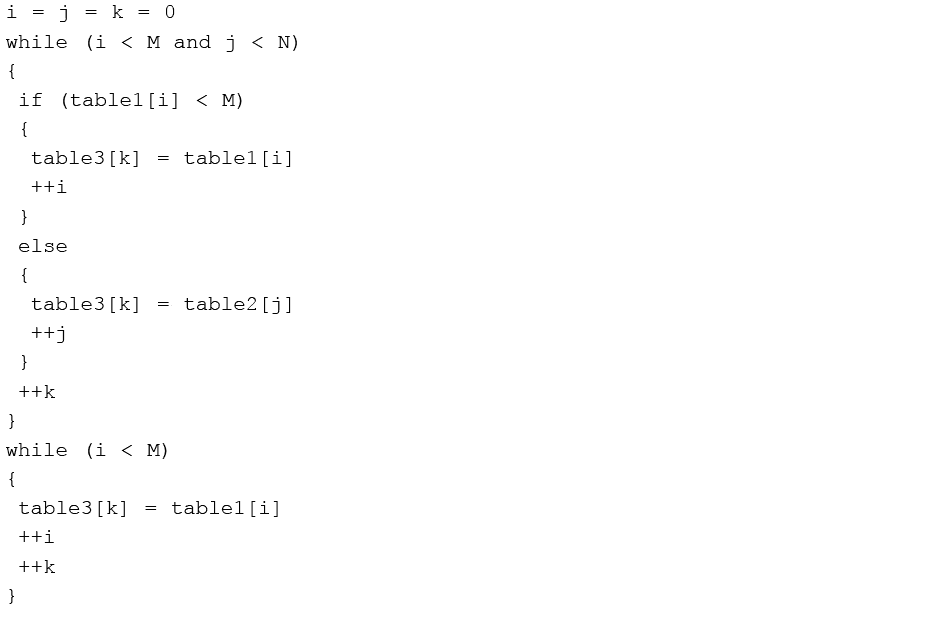 i = j = k = 0
while (i < M and j < N)
{
 if (table1[i] < M)
 {
  table3[k] = table1[i]
  ++i
 }
 else
 {
  table3[k] = table2[j]
  ++j
 }
 ++k
}
while (i < M)
{
 table3[k] = table1[i]
 ++i
 ++k
}